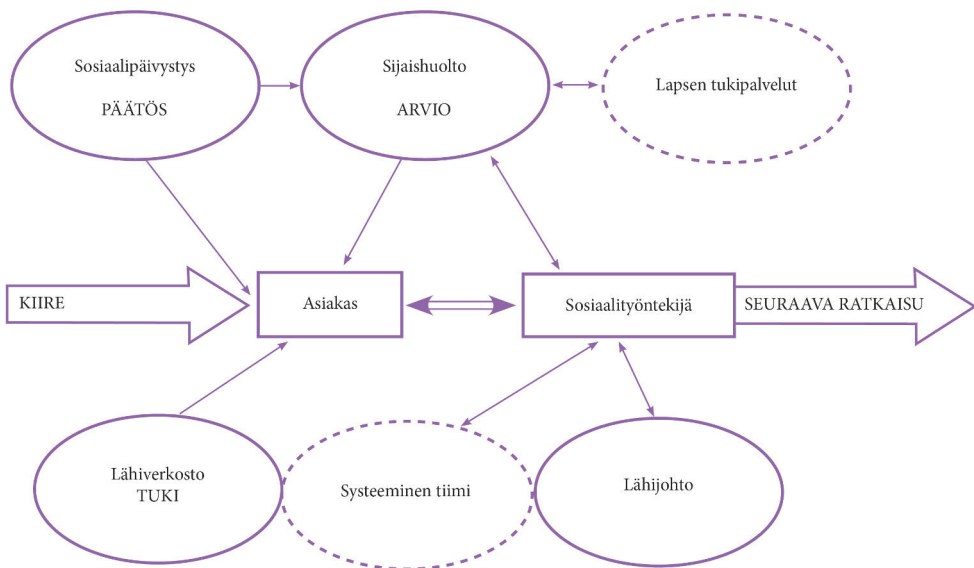 Sosiaalipäivystys
PÄÄTÖS
Sijaishuolto
ARVIO
Lapsen tukipalvelut
KIIRE
Asiakas
Sosiaalityöntekijä
SEURAAVA RATKAISU
Lähiverkosto
TUKI
Systeeminen tiimi
Lähijohto